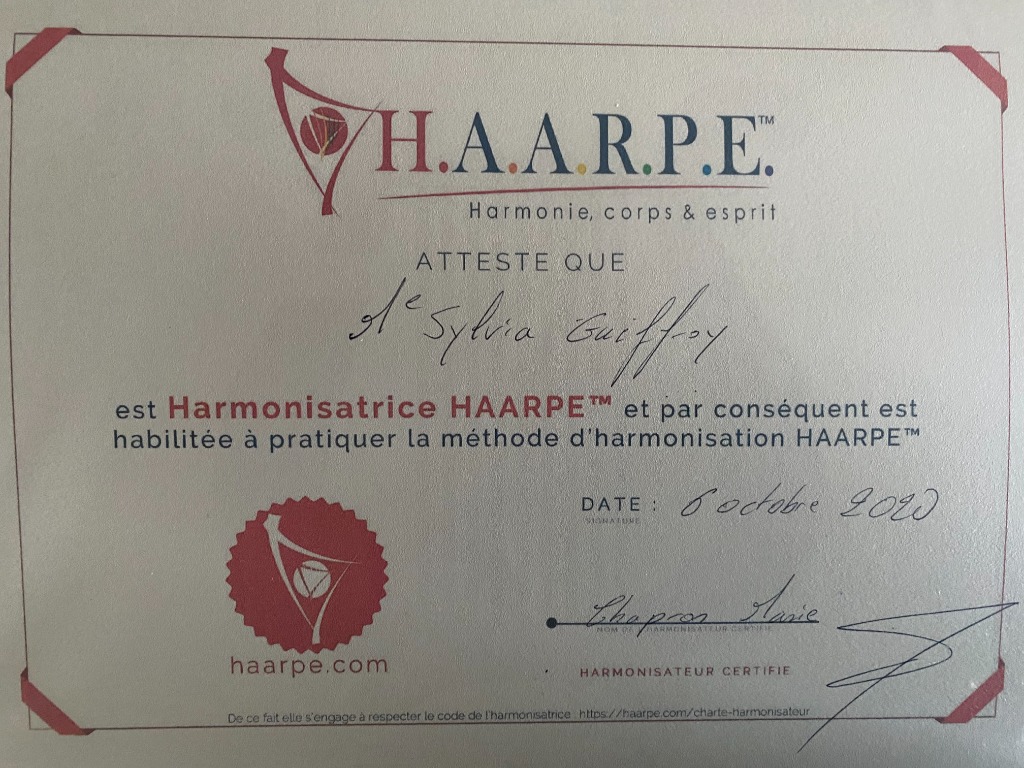 H.A.A.R.P.E.™
Harmonie, corps & esprit
ATTESTE QUE
Me Sylvia Guiffroy
est Harmonisatrice HAARPE™ et par conséquent est
habilitée à pratiquer la méthode d'harmonisation HAARPE™
DATE : 6 octobre 2020
SIGNATURE
Chapron Marie
NOM DE L'HARMONISATEUR CERTIFIE
HARMONISATEUR CERTIFIE
haarpe.com
De ce fait elle s'engage à respecter le code de l'harmonisatrice : https://haarpe.com/charte-harmonisateur